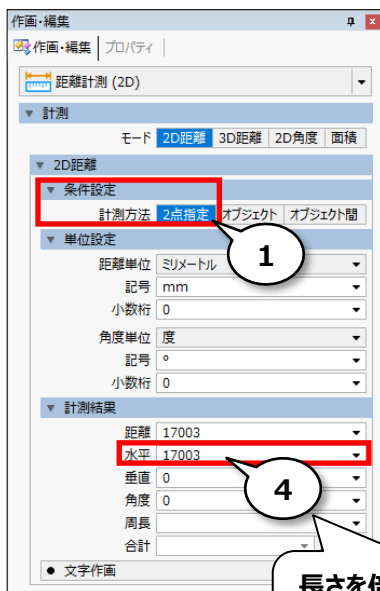 作画・編集
作画・編集 プロパティ
距離計測 (2D)
計測
モード 2D距離 3D距離 2D角度 面積
2D距離
条件設定
計測方法 2点指定 オブジェクト オブジェクト間
1
単位設定
距離単位 ミリメートル
記号 mm
小数桁 0
角度単位 度
記号 °
小数桁 0
計測結果
距離 17003
水平 17003
垂直 0
4
角度 0
周長
合計
文字作画
長さを